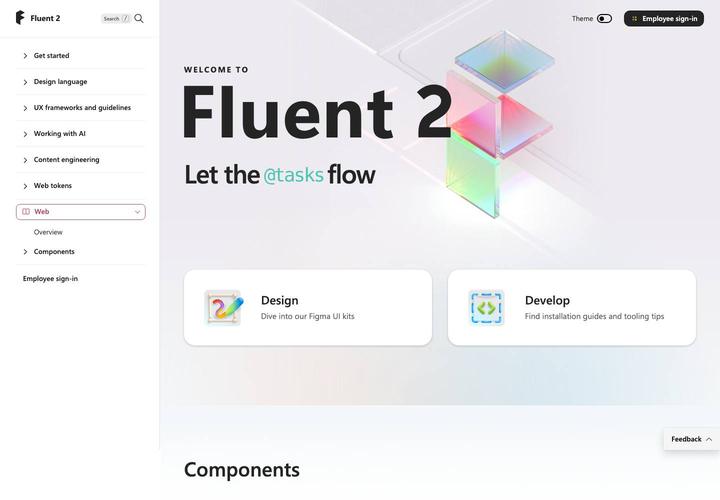 Fluent 2
Search /
Get started
Design language
UX frameworks and guidelines
Working with AI
Content engineering
Web tokens
Web
Overview
Components
Employee sign-in
Theme
Employee sign-in
WELCOME TO
Fluent 2
Let the @tasks flow
Design
Dive into our Figma UI kits
Develop
Find installation guides and tooling tips
Feedback
Components